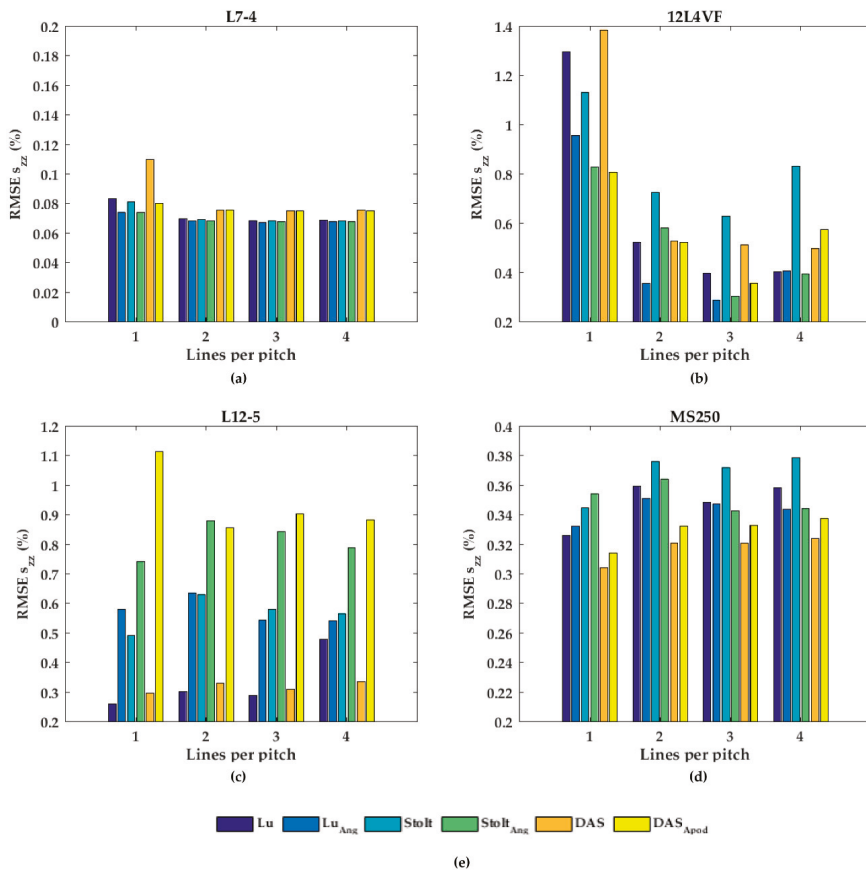 L7-4
0.2
0.18
0.16
0.14
0.12
0.1
0.08
0.06
0.04
0.02
0
RMSE s_zz (%)
1 2 3 4
Lines per pitch
(a)
12L4VF
1.4
1.2
1
0.8
0.6
0.4
0.2
RMSE s_zz (%)
1 2 3 4
Lines per pitch
(b)
L12-5
1.2
1.1
1
0.9
0.8
0.7
0.6
0.5
0.4
0.3
0.2
RMSE s_zz (%)
1 2 3 4
Lines per pitch
(c)
MS250
0.4
0.38
0.36
0.34
0.32
0.3
0.28
0.26
0.24
0.22
0.2
RMSE s_zz (%)
1 2 3 4
Lines per pitch
(d)
Lu Lu_Ang Stolt Stolt_Ang DAS DAS_Apod
(e)